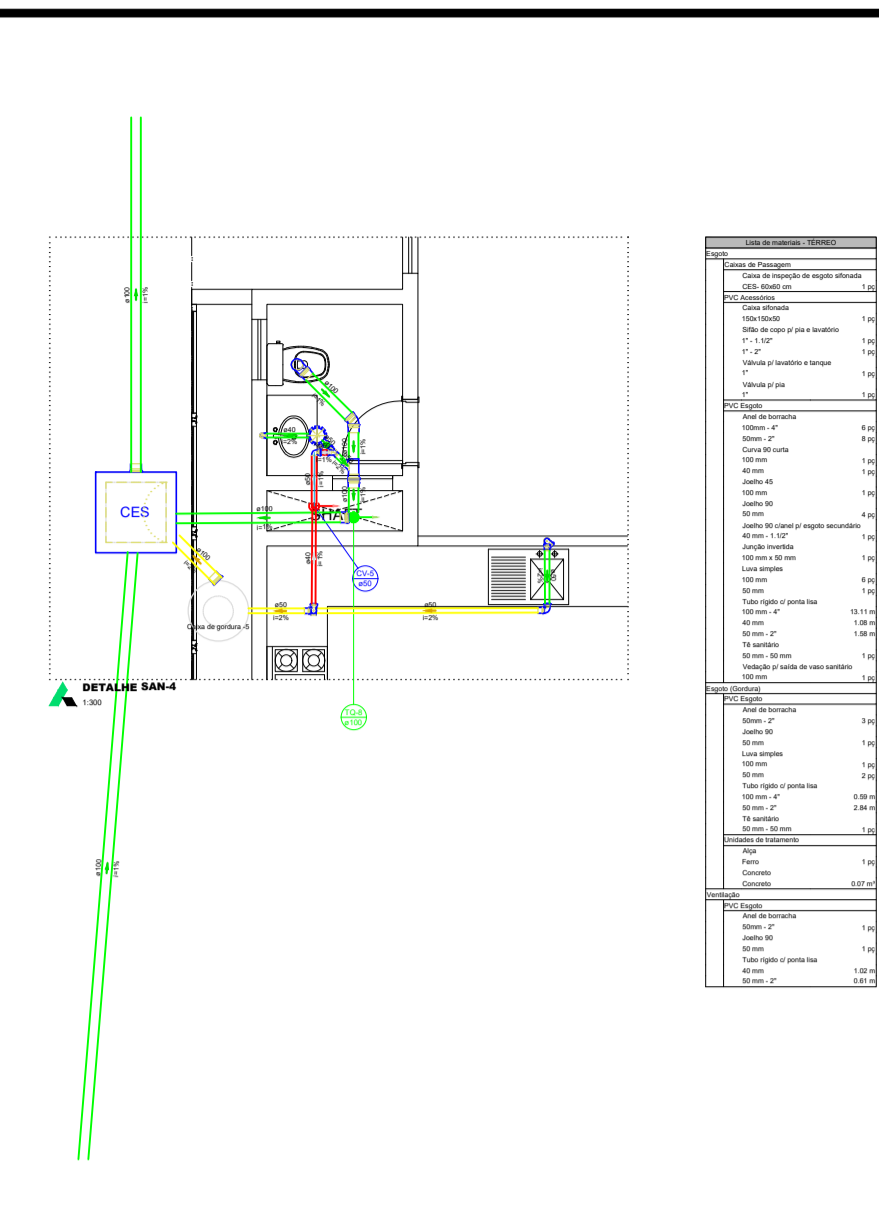 ø100
i=1%
ø100
i=1%
ø40
i=2%
ø50
i=2%
ø100
i=1%
i=1%
ø50
i=1%
CES
ø100
i=1%
SHAFT
ø100
i=1%
ø100
i=2%
ø40
i=1%
CV-5
ø50
i=2%
ø50
i=2%
ø50
i=2%
Caixa de gordura -5
DETALHE SAN-4
1:300
TQ-8
ø100
ø100
i=1%
Lista de materiais - TÉRREO
Esgoto
Caixas de Passagem
Caixa de inspeção de esgoto sifonada
CES- 60x60 cm 1 pç
PVC Acessórios
Caixa sifonada
150x150x50 1 pç
Sifão de copo p/ pia e lavatório
1" - 1.1/2" 1 pç
1" - 2" 1 pç
Válvula p/ lavatório e tanque
1" 1 pç
Válvula p/ pia
1" 1 pç
PVC Esgoto
Anel de borracha
100mm - 4" 6 pç
50mm - 2" 8 pç
Curva 90 curta
100 mm 1 pç
40 mm 1 pç
Joelho 45
100 mm 1 pç
Joelho 90
50 mm 4 pç
Joelho 90 c/anel p/ esgoto secundário
40 mm - 1.1/2" 1 pç
Junção invertida
100 mm x 50 mm 1 pç
Luva simples
100 mm 6 pç
50 mm 1 pç
Tubo rígido c/ ponta lisa
100 mm - 4" 13.11 m
40 mm 1.08 m
50 mm - 2" 1.58 m
Tê sanitário
50 mm - 50 mm 1 pç
Vedação p/ saída de vaso sanitário
100 mm 1 pç
Esgoto (Gordura)
PVC Esgoto
Anel de borracha
50mm - 2" 3 pç
Joelho 90
50 mm 1 pç
Luva simples
100 mm 1 pç
50 mm 2 pç
Tubo rígido c/ ponta lisa
100 mm - 4" 0.59 m
50 mm - 2" 2.84 m
Tê sanitário
50 mm - 50 mm 1 pç
Unidades de tratamento
Alça
Ferro 1 pç
Concreto
Concreto 0.07 m³
Ventilação
PVC Esgoto
Anel de borracha
50mm - 2" 1 pç
Joelho 90
50 mm 1 pç
Tubo rígido c/ ponta lisa
40 mm 1.02 m
50 mm - 2" 0.61 m